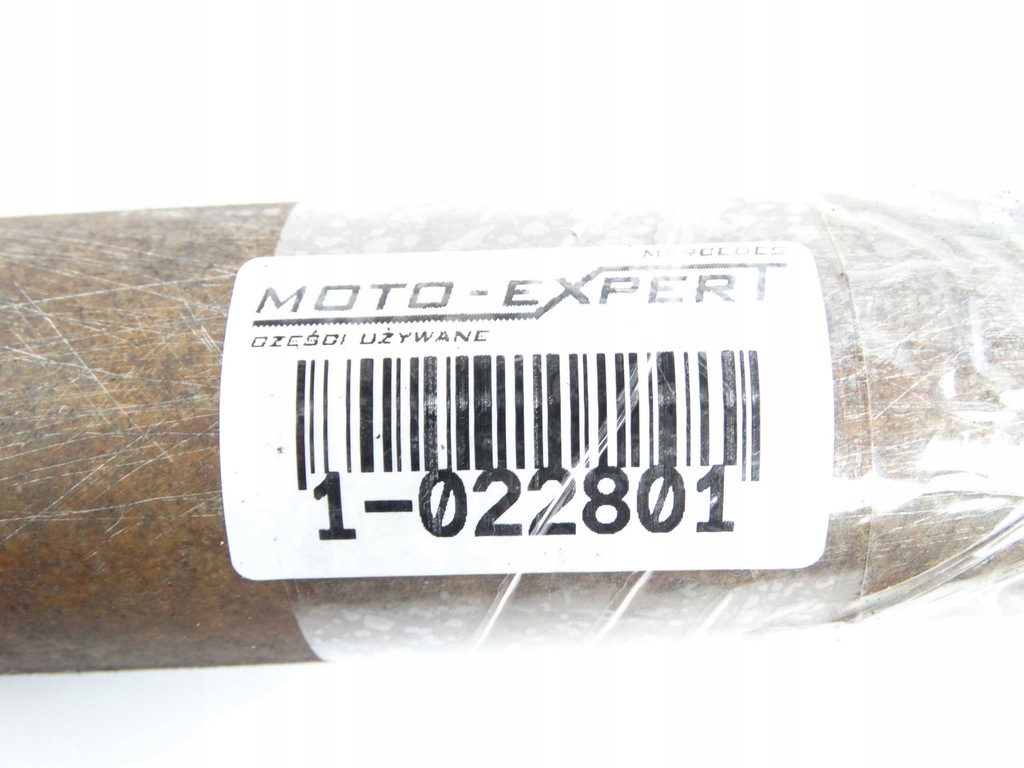 MERCEDES
MOTO-EXPERT
CZĘŚCI UŻYWANE
1-022801